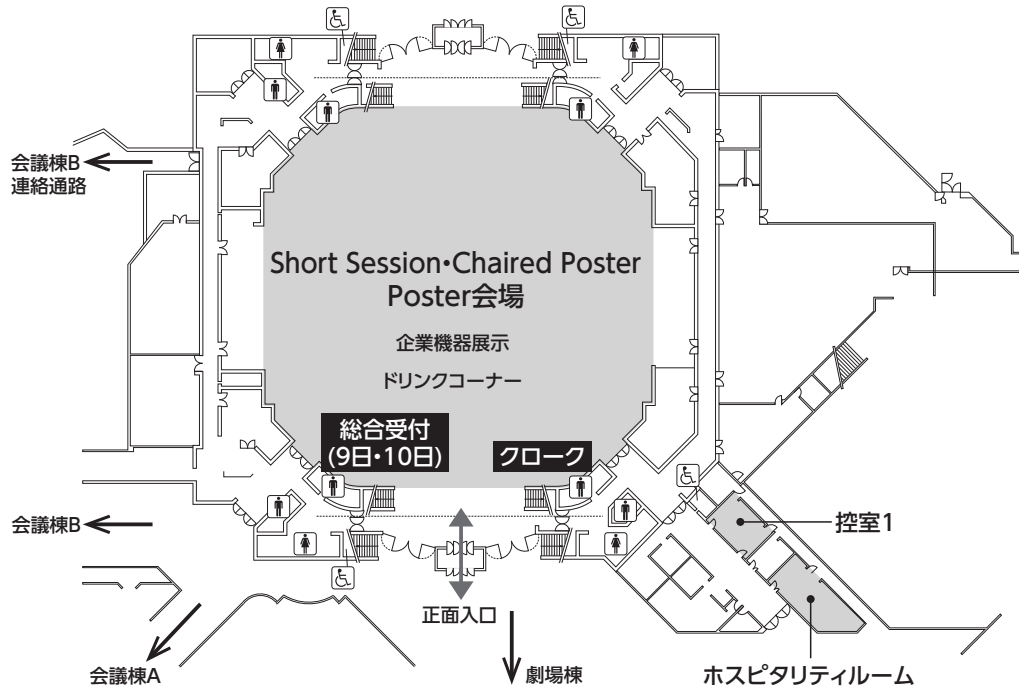 会議棟B
連絡通路
Short Session・Chaired Poster
Poster会場
企業機器展示
ドリンクコーナー
総合受付
(9日・10日)
クローク
会議棟B
控室1
正面入口
会議棟A
劇場棟
ホスピタリティルーム